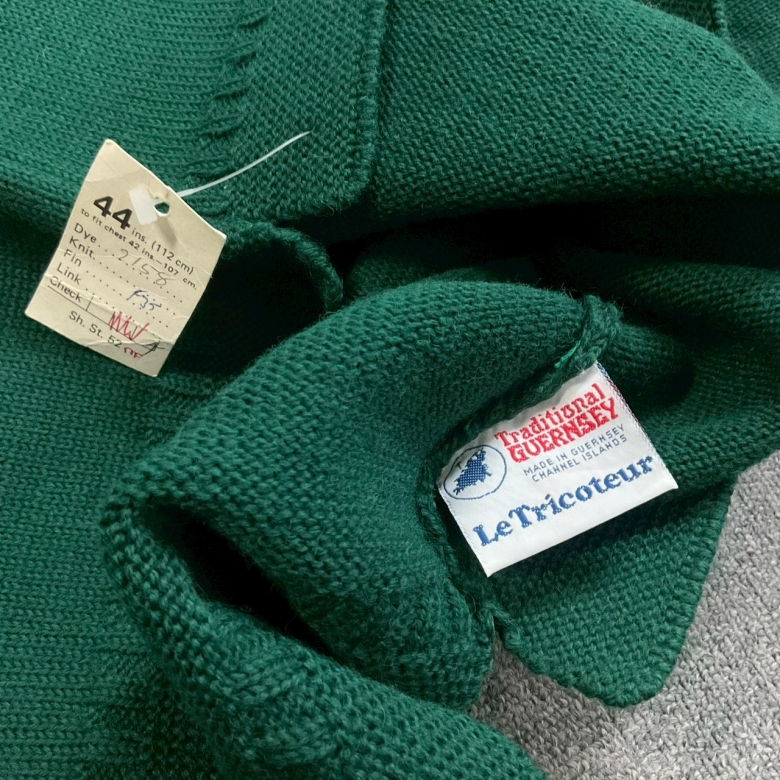 44 ins. (112 cm)
to fit chest 42 ins.—107 cm.
Dye
Knit 2158
Fin
Link
Check
Sh. St. 52
Traditional
GUERNSEY
MADE IN GUERNSEY
CHANNEL ISLANDS
Le Tricoteur